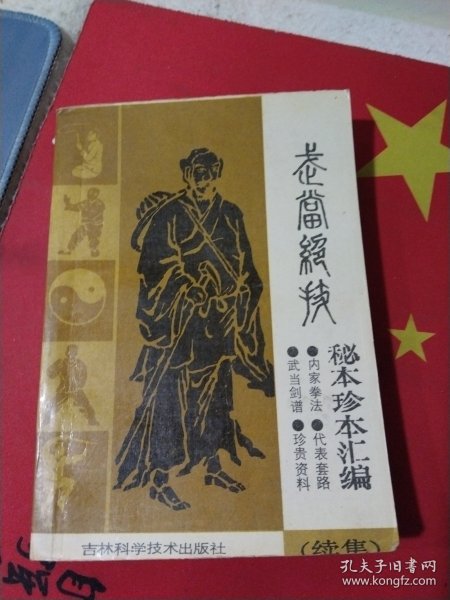 武当絕技
秘本珍本汇编
●内家拳法 ●代表套路
●武当剑谱 ●珍贵资料
吉林科学技术出版社
(续集)
孔夫子旧书网
www.kongfz.com